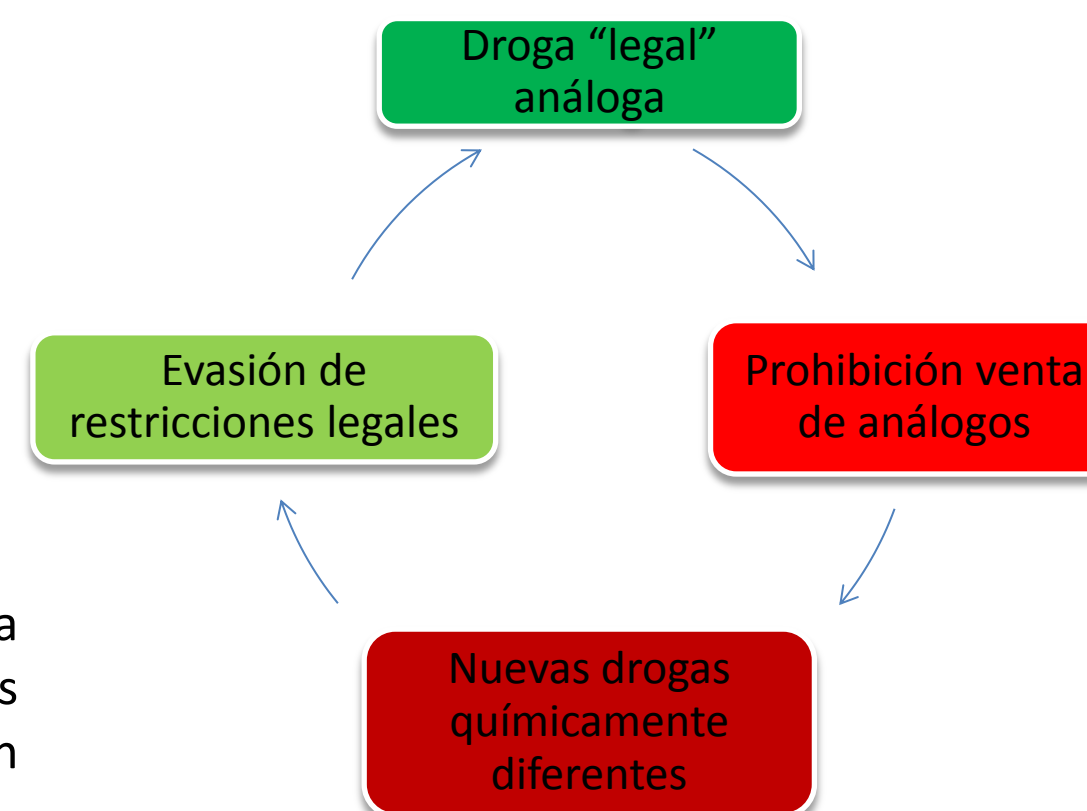 Droga “legal”
análoga
Prohibición venta
de análogos
Nuevas drogas
químicamente
diferentes
Evasión de
restricciones legales
a
s
n